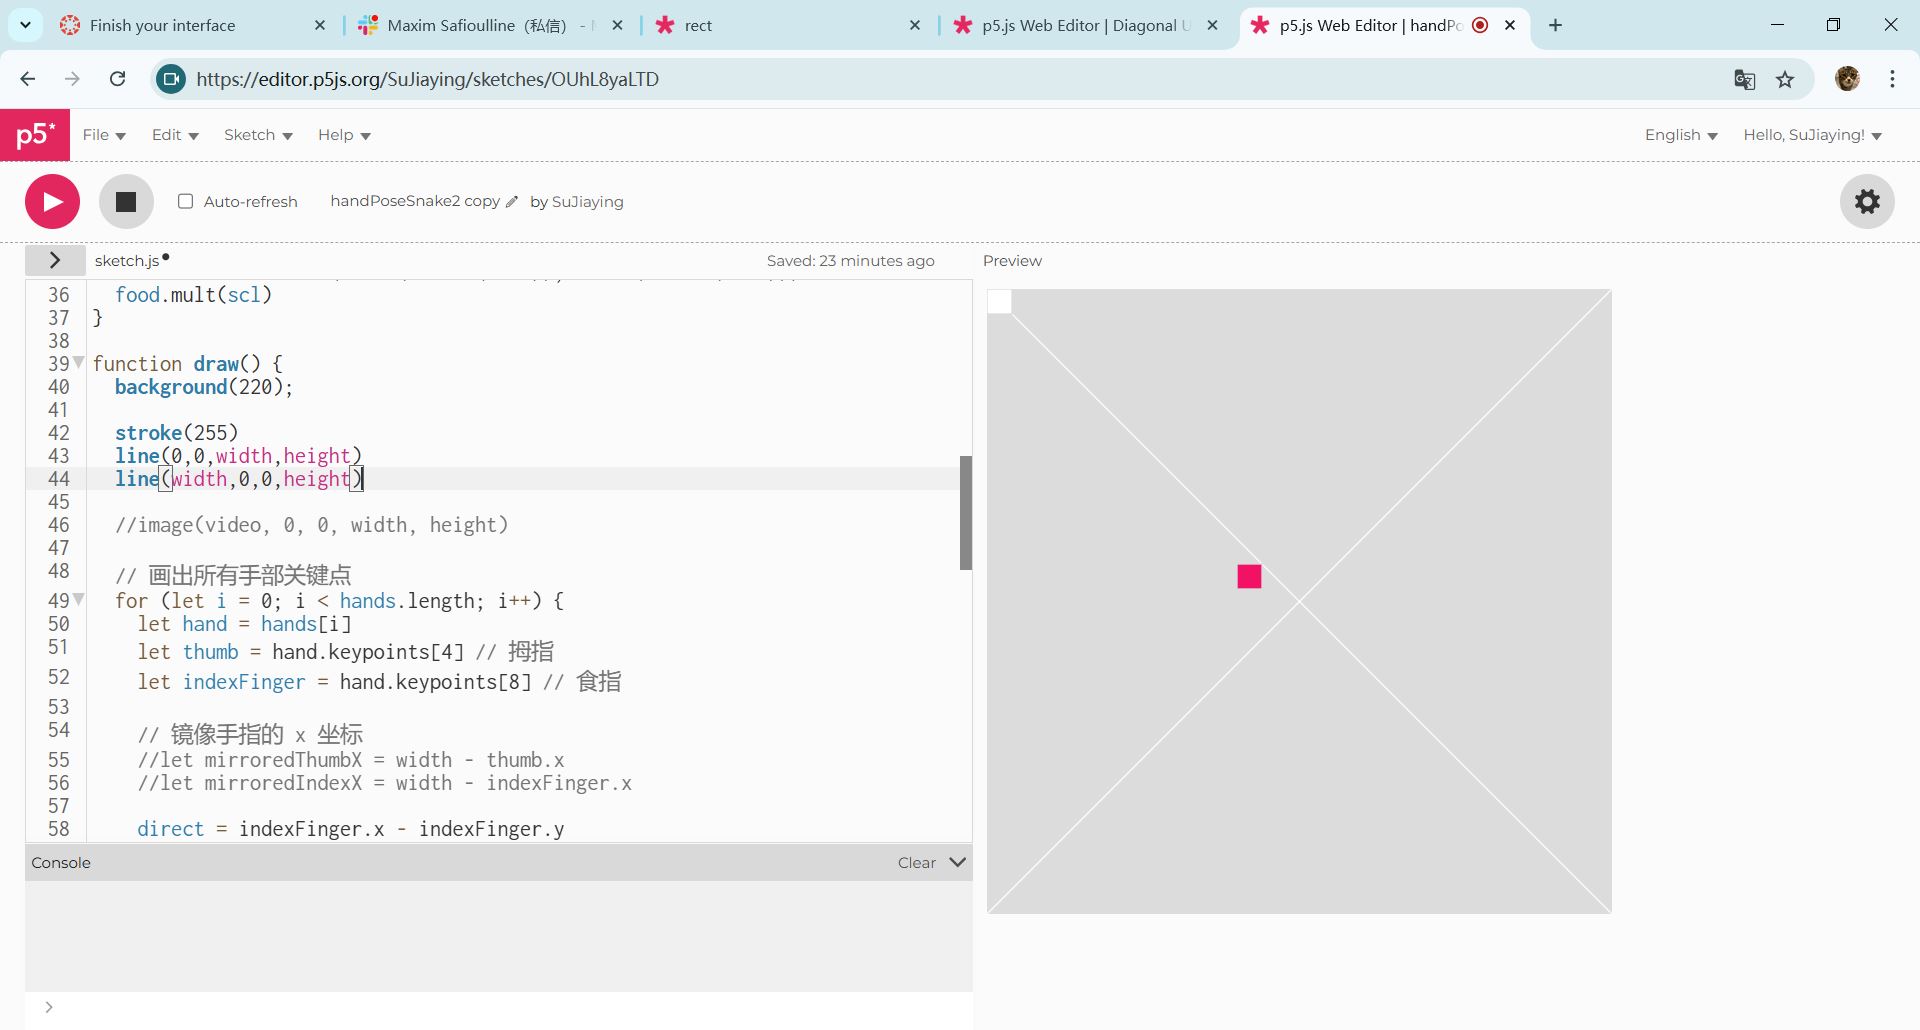 Finish your interface
Maxim Safioulline (私信) -
rect
p5.js Web Editor | Diagonal U
p5.js Web Editor | handPo
https://editor.p5js.org/SuJiaying/sketches/OUhL8yaLTD
p5*
File
Edit
Sketch
Help
English
Hello, SuJiaying!
Auto-refresh
handPoseSnake2 copy
by SuJiaying
sketch.js
Saved: 23 minutes ago
Preview
36 food.mult(scl)
37 }
38
39 function draw() {
40 background(220);
41
42 stroke(255)
43 line(0,0,width,height)
44 line(width,0,0,height)
45
46 //image(video, 0, 0, width, height)
47
48 // 画出所有手部关键点
49 for (let i = 0; i < hands.length; i++) {
50 let hand = hands[i]
51 let thumb = hand.keypoints[4] // 拇指
52 let indexFinger = hand.keypoints[8] // 食指
53
54 // 镜像手指的 x 坐标
55 //let mirroredThumbX = width - thumb.x
56 //let mirroredIndexX = width - indexFinger.x
57
58 direct = indexFinger.x - indexFinger.y
Console
Clear